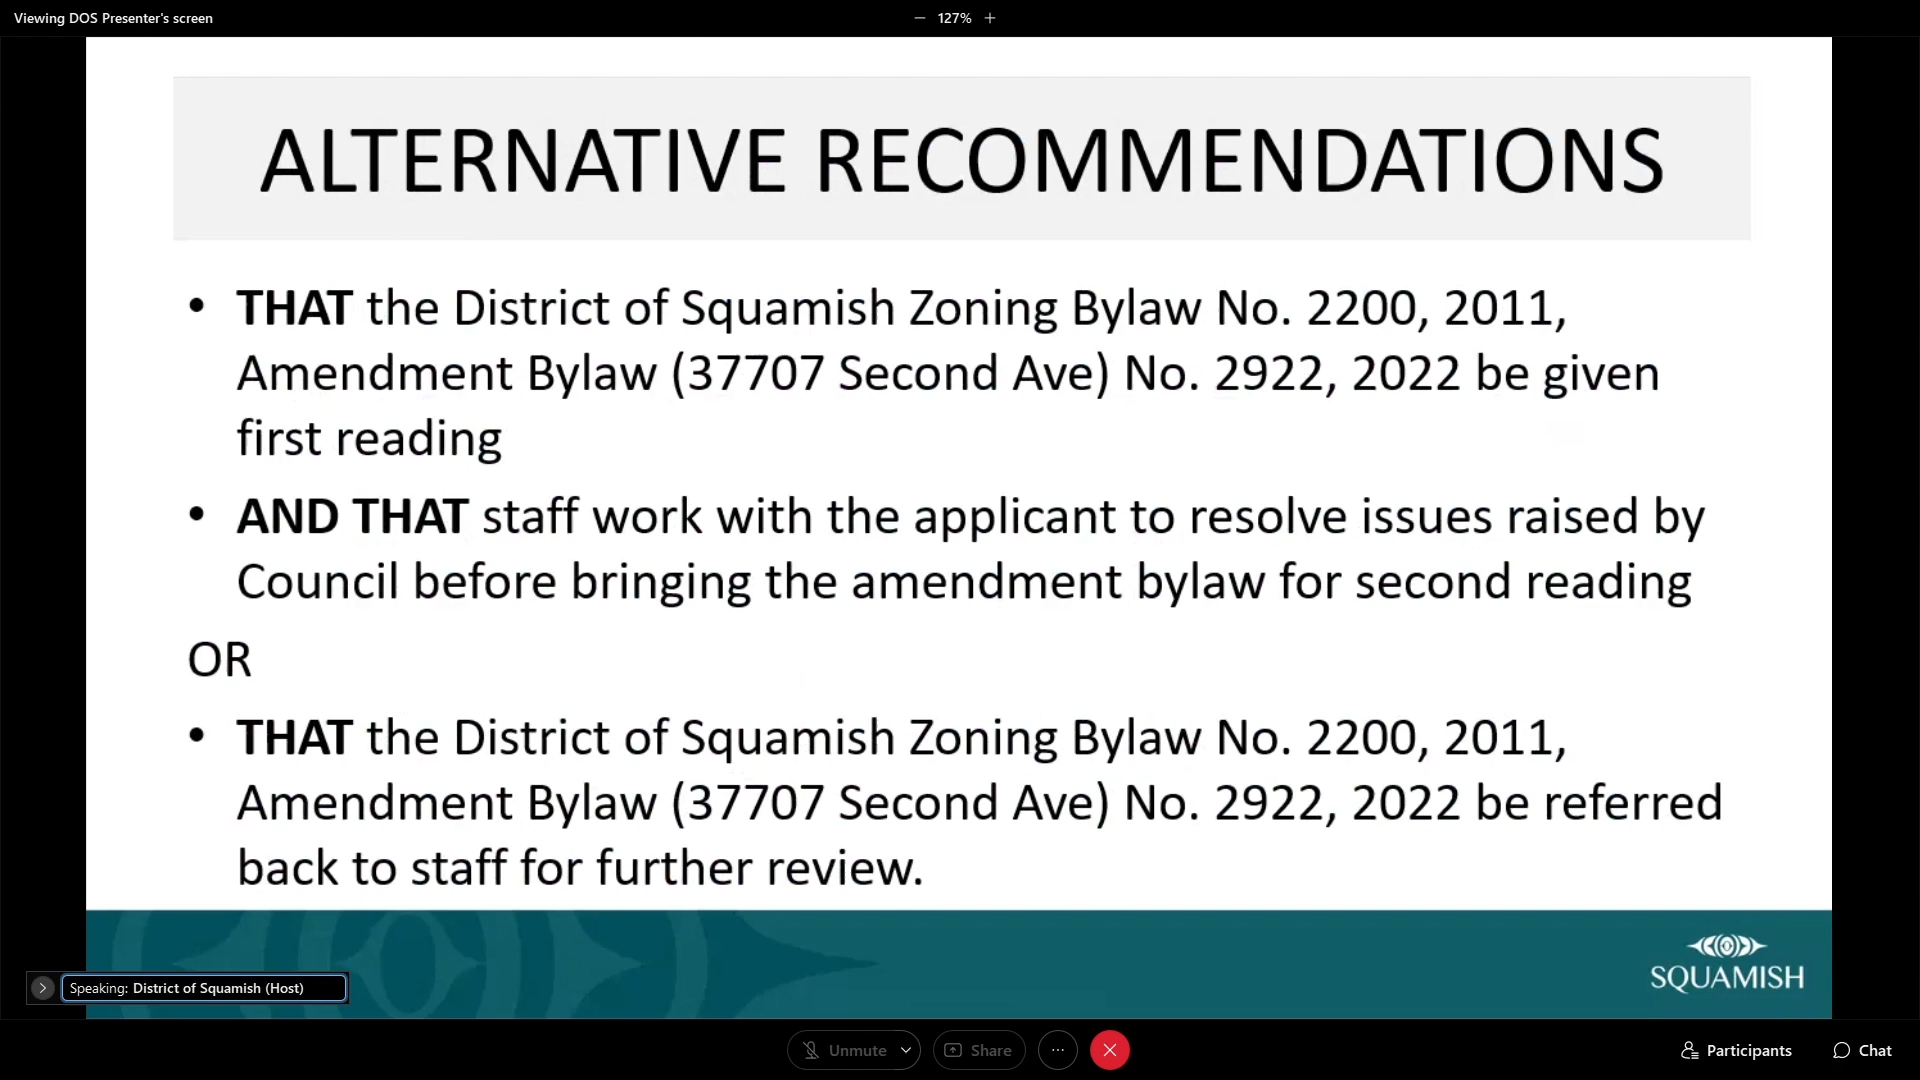 Viewing DOS Presenter's screen
− 127% +
ALTERNATIVE RECOMMENDATIONS
• THAT the District of Squamish Zoning Bylaw No. 2200, 2011,
Amendment Bylaw (37707 Second Ave) No. 2922, 2022 be given
first reading
• AND THAT staff work with the applicant to resolve issues raised by
Council before bringing the amendment bylaw for second reading
OR
• THAT the District of Squamish Zoning Bylaw No. 2200, 2011,
Amendment Bylaw (37707 Second Ave) No. 2922, 2022 be referred
back to staff for further review.
SQUAMISH
Speaking: District of Squamish (Host)
Unmute
Share
Participants
Chat